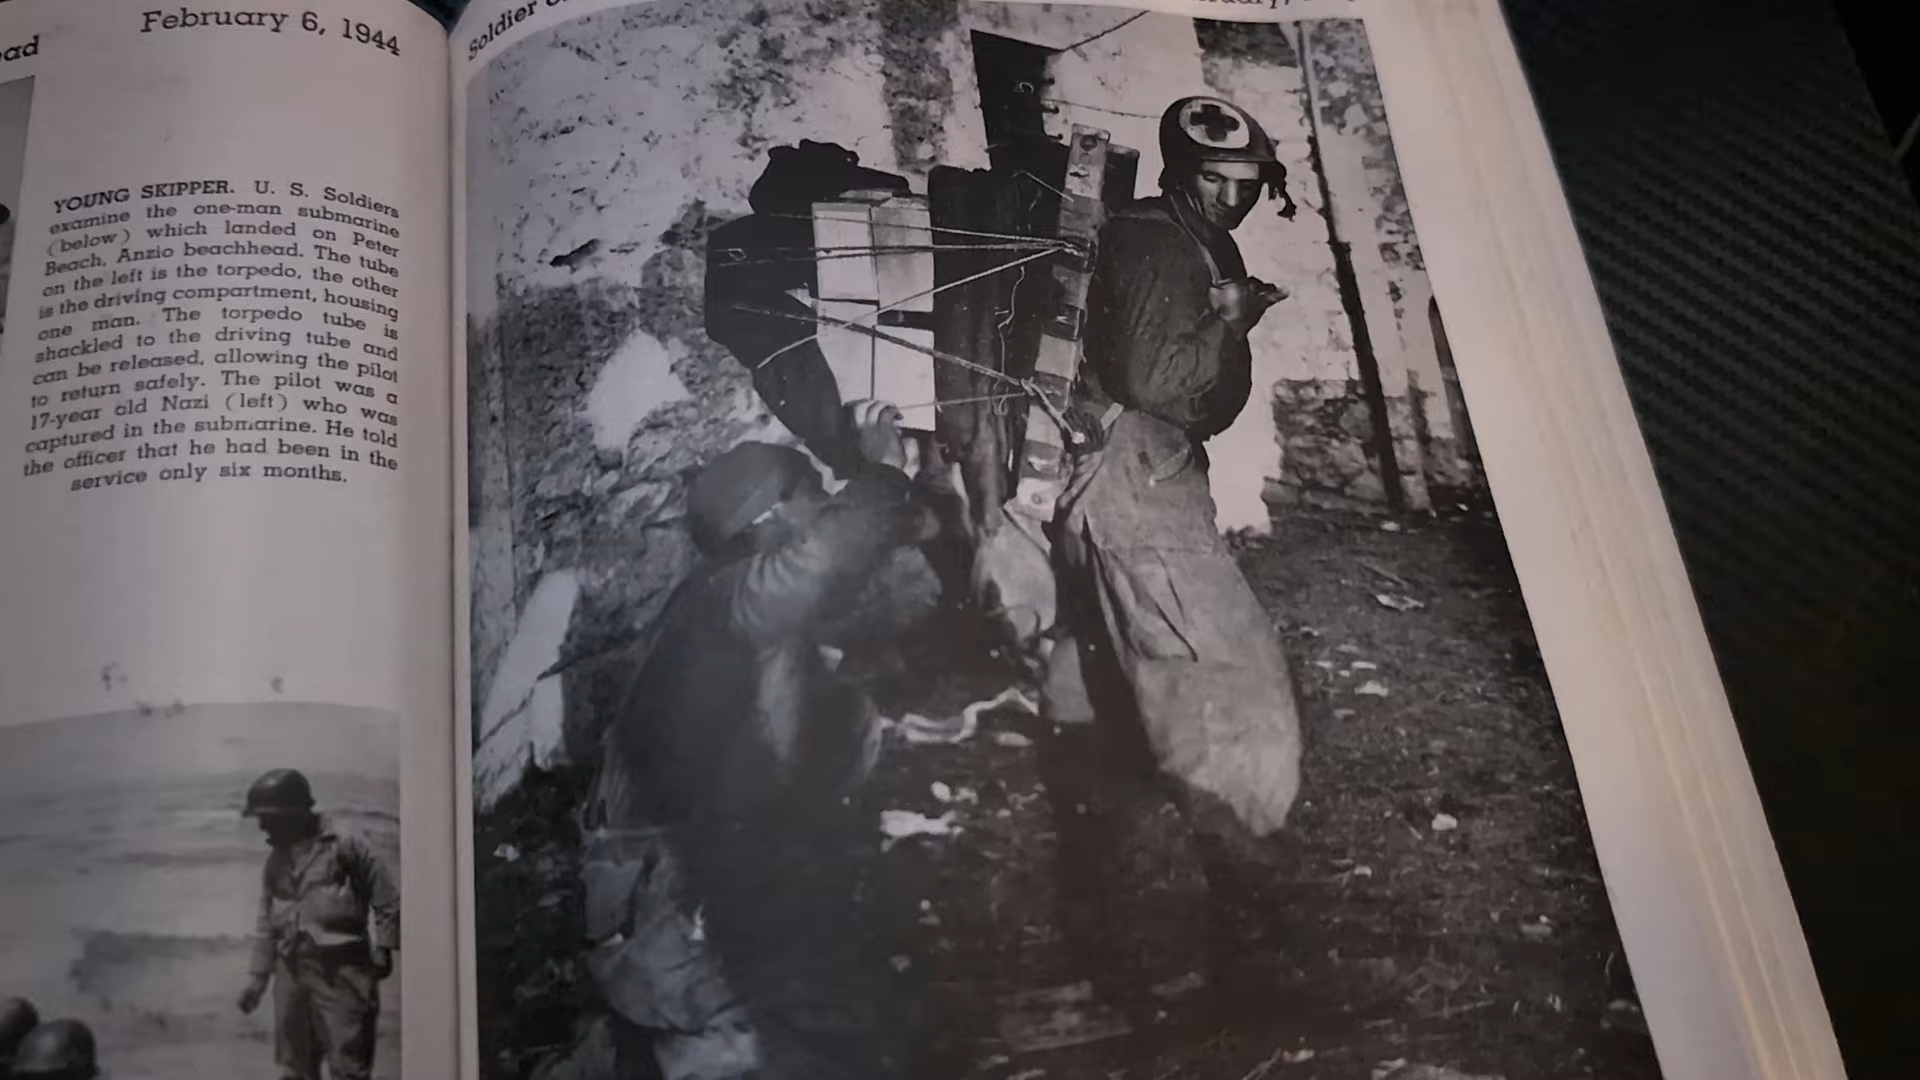 February 6, 1944
YOUNG SKIPPER. U. S. Soldiers
examine the one-man submarine
(below) which landed on Peter
Beach, Anzio beachhead. The tube
on the left is the torpedo, the other
is the driving compartment, housing
one man. The torpedo tube is
shackled to the driving tube and
can be released, allowing the pilot
to return safely. The pilot was a
17-year old Nazi (left) who was
captured in the submarine. He told
the officer that he had been in the
service only six months.
Soldier